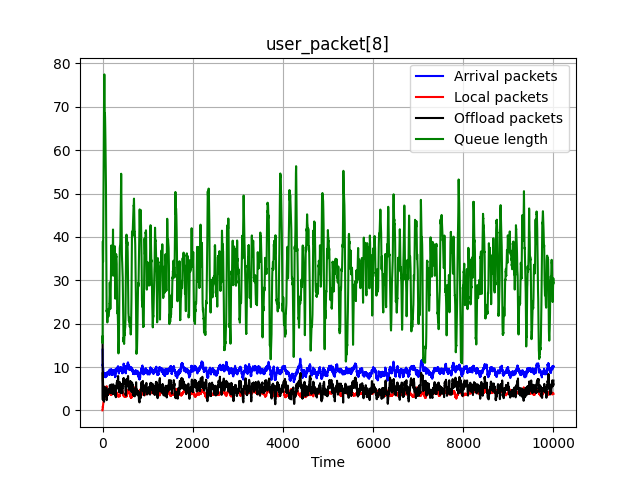 user_packet[8]
80
70
60
50
40
30
20
10
0
Arrival packets
Local packets
Offload packets
Queue length
0 2000 4000 6000 8000 10000
Time